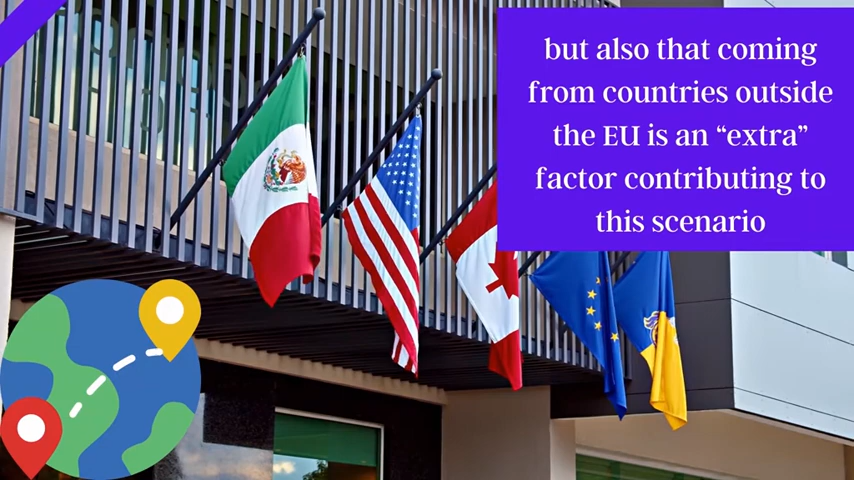 but also that coming
from countries outside
the EU is an “extra”
factor contributing to
this scenario